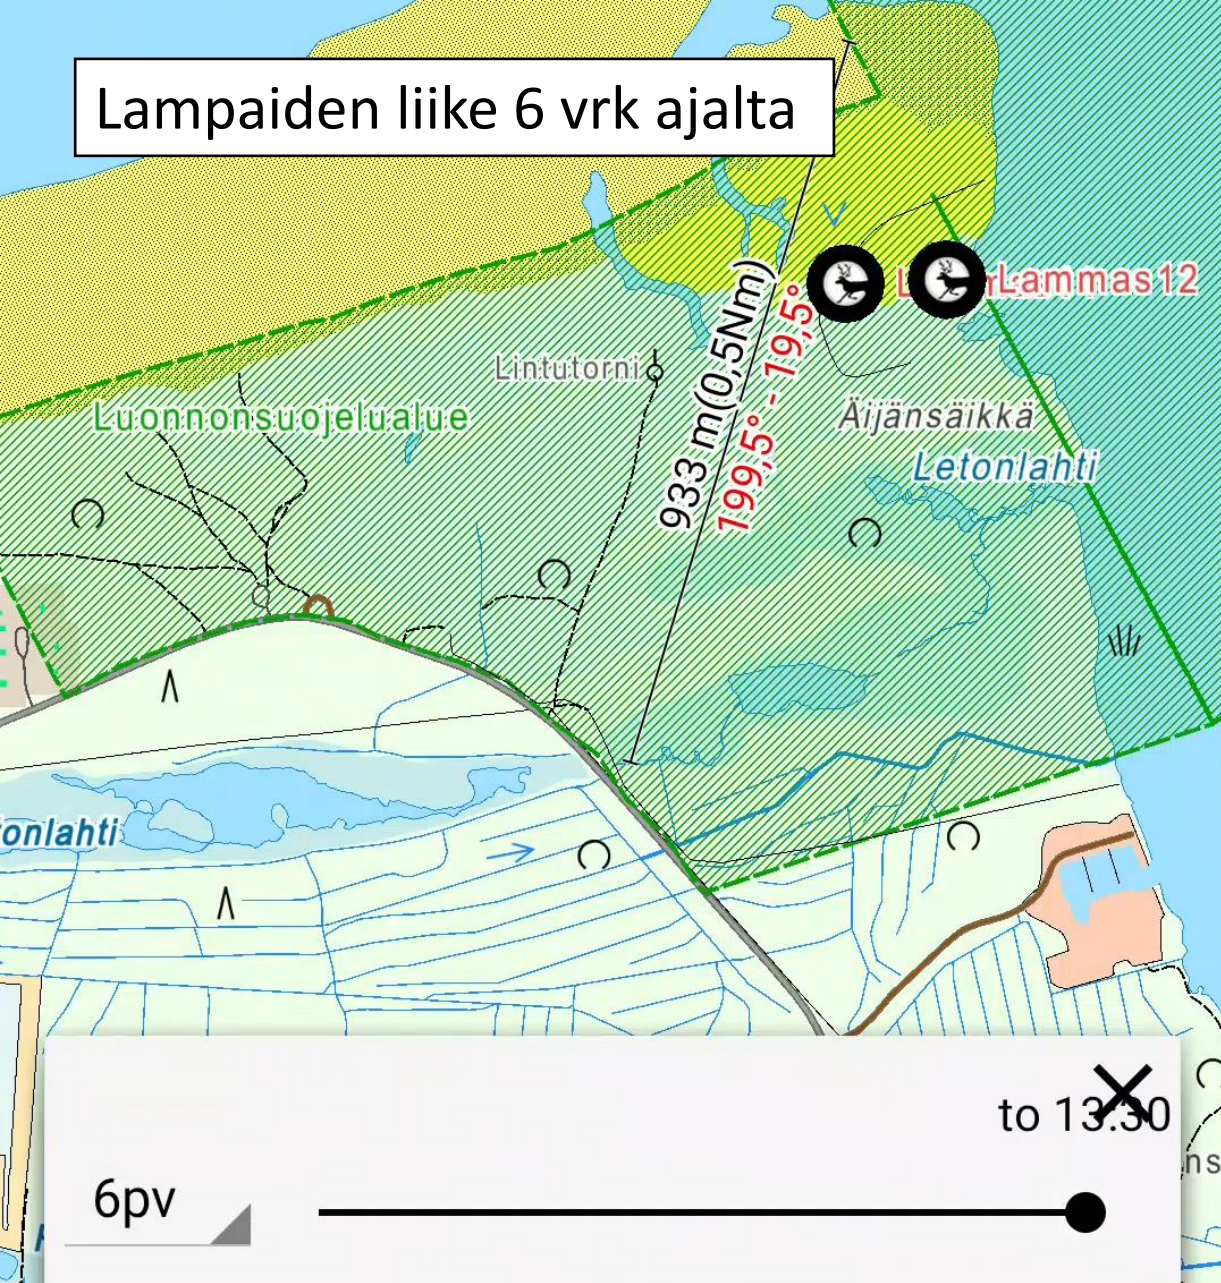 Lampaiden liike 6 vrk ajalta
Lammas12
933 m(0,5Nm)
199,5° - 19,5°
Lintutorni
Luonnonsuojelualue
Äijänsäikkä
Letonlahti
onlahti
to 13:30
6pv